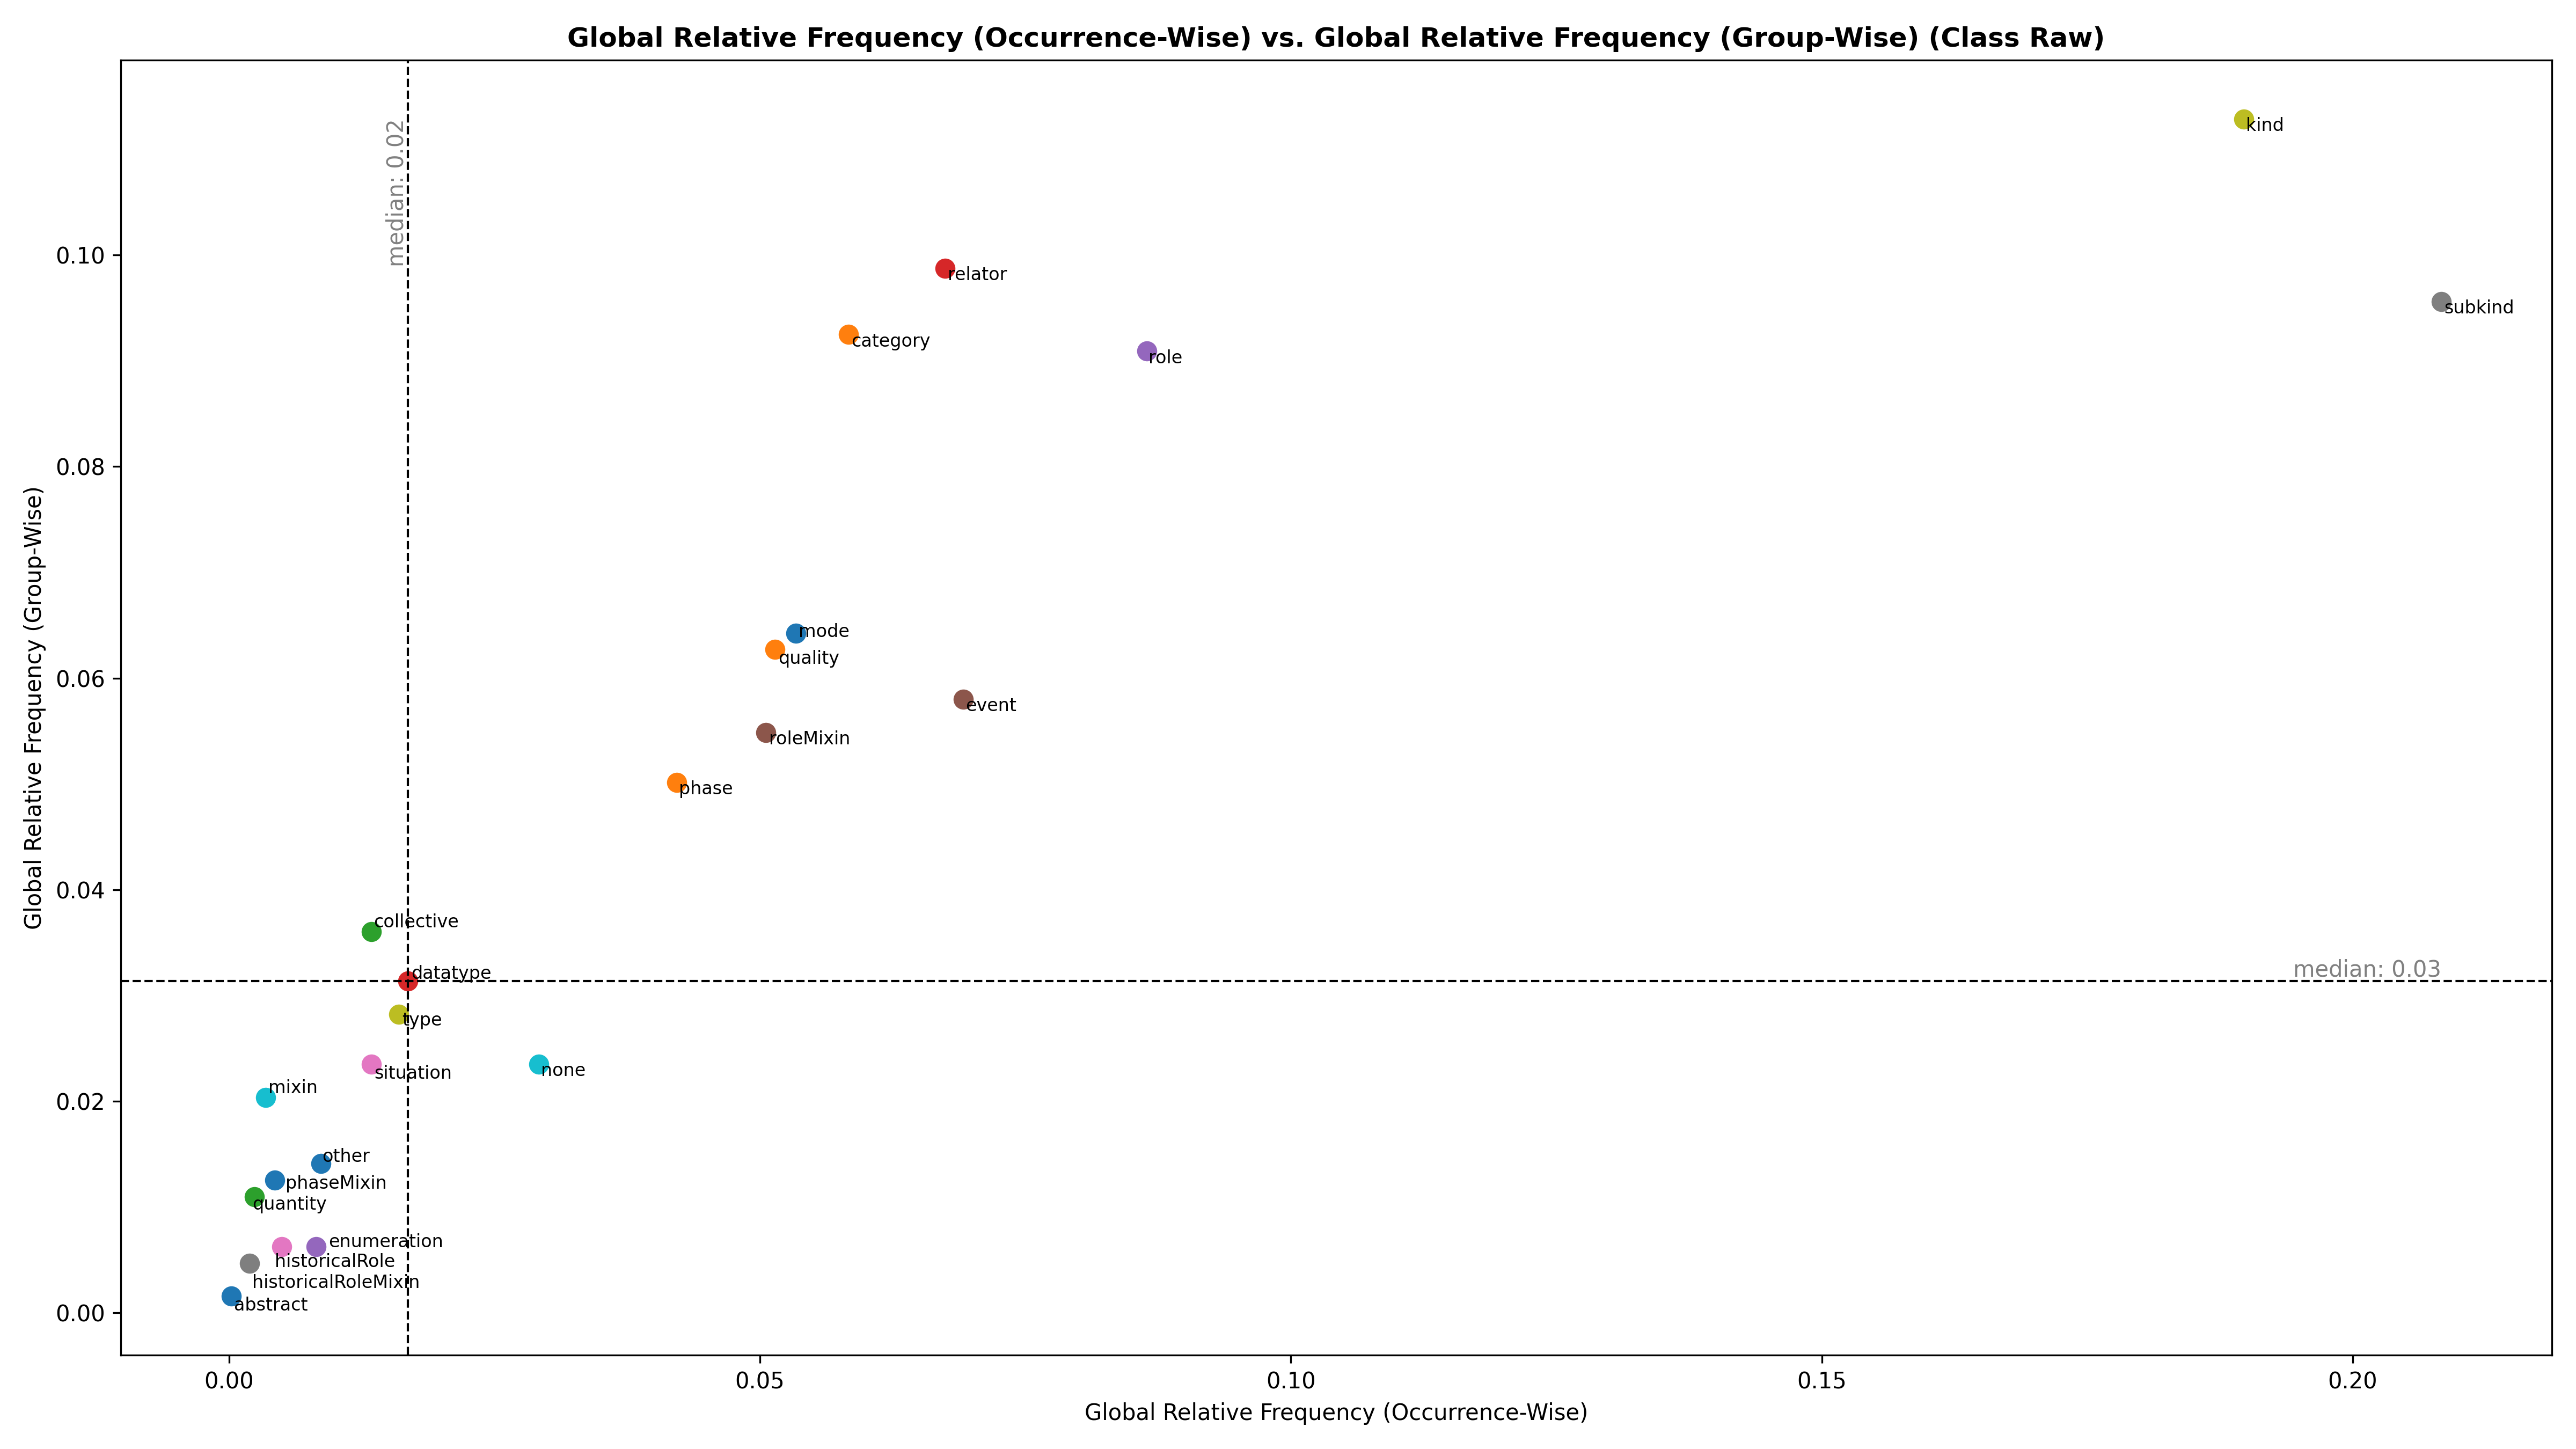 Global Relative Frequency (Occurrence-Wise) vs. Global Relative Frequency (Group-Wise) (Class Raw)
median: 0.02
kind
0.10
relator
subkind
category
role
0.08
Global Relative Frequency (Group-Wise)
mode
quality
0.06
event
roleMixin
phase
0.04
collective
datatype
median: 0.03
type
situation
none
mixin
0.02
other
phaseMixin
quantity
enumeration
historicalRole
historicalRoleMixin
abstract
0.00
0.00
0.05
0.10
0.15
0.20
Global Relative Frequency (Occurrence-Wise)